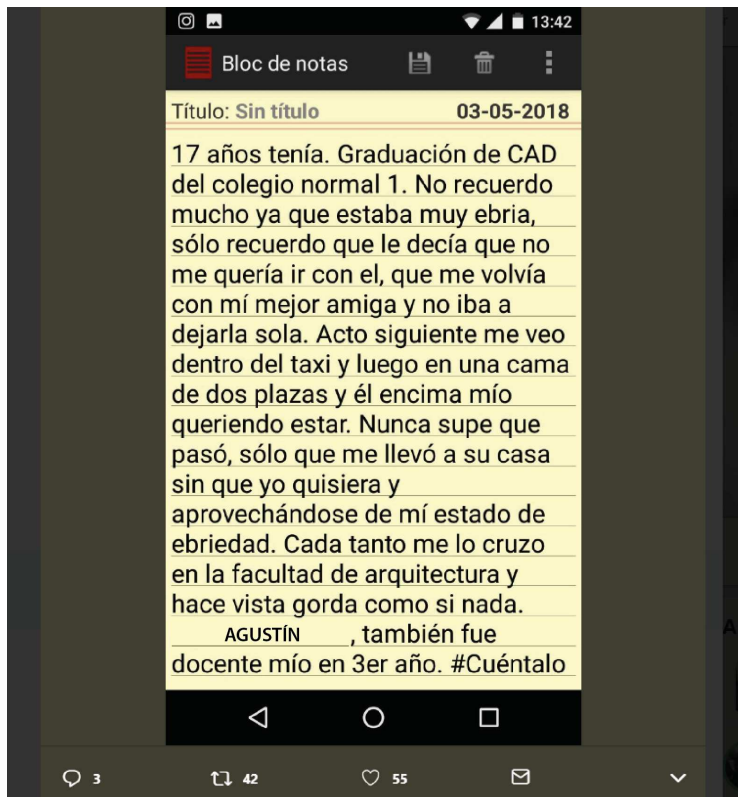 13:42
Bloc de notas
Título: Sin título 03-05-2018
17 años tenía. Graduación de CAD
del colegio normal 1. No recuerdo
mucho ya que estaba muy ebria,
sólo recuerdo que le decía que no
me quería ir con el, que me volvía
con mí mejor amiga y no iba a
dejarla sola. Acto siguiente me veo
dentro del taxi y luego en una cama
de dos plazas y él encima mío
queriendo estar. Nunca supe que
pasó, sólo que me llevó a su casa
sin que yo quisiera y
aprovechándose de mí estado de
ebriedad. Cada tanto me lo cruzo
en la facultad de arquitectura y
hace vista gorda como si nada.
AGUSTÍN , también fue
docente mío en 3er año. #Cuéntalo
3 42 55